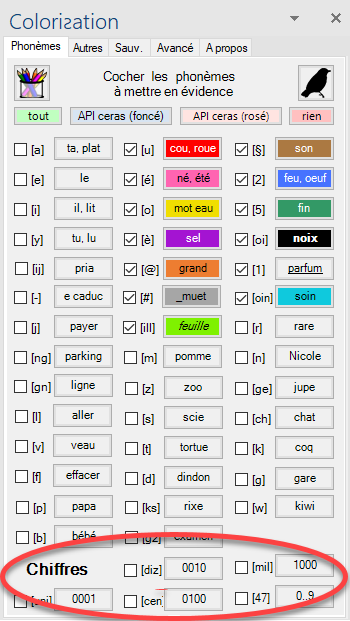 Colorization
Phonèmes Autres Sauv. Avancé A propos
Cocher les phonèmes
à mettre en évidence
tout API ceras (foncé) API ceras (rosé) rien
[a] ta, plat [u] cou, roue [§] son
[e] le [é] né, été [2] feu, oeuf
[i] il, lit [o] mot eau [5] fin
[y] tu, lu [è] sel [oi] noix
[ij] pria [@] grand [1] parfum
[-] e caduc [#] _muet [oin] soin
[j] payer [ill] feuille [r] rare
[ng] parking [m] pomme [n] Nicole
[gn] ligne [z] zoo [ge] jupe
[l] aller [s] scie [ch] chat
[v] veau [t] tortue [k] coq
[f] effacer [d] dindon [g] gare
[p] papa [ks] rixe [w] kiwi
[b] bébé [gz] examen
Chiffres [diz] 0010 [mil] 1000
[uni] 0001 [cen] 0100 [47] 0..9